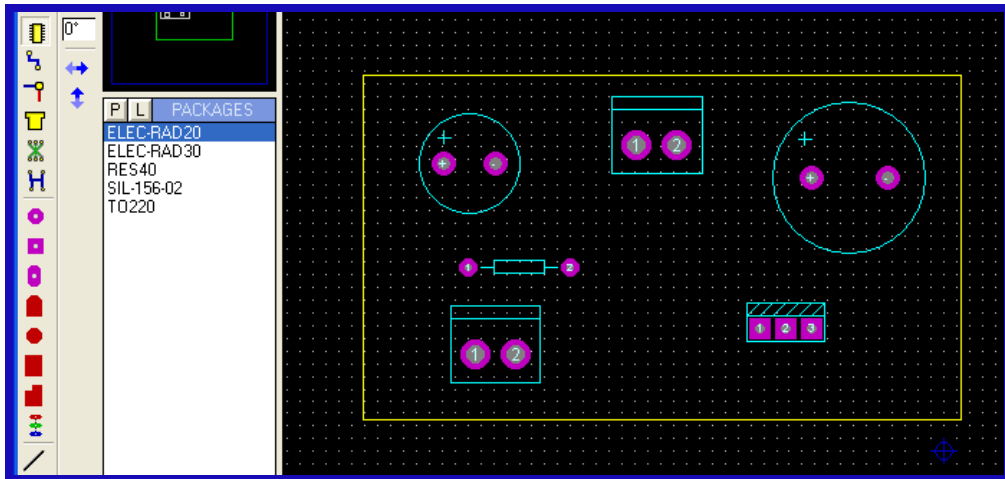 0°
P L PACKAGES
ELEC-RAD20
ELEC-RAD30
RES40
SIL-156-02
TO220
+
+ -
1 2
+
+ -
1 2
1 2 3
1 2